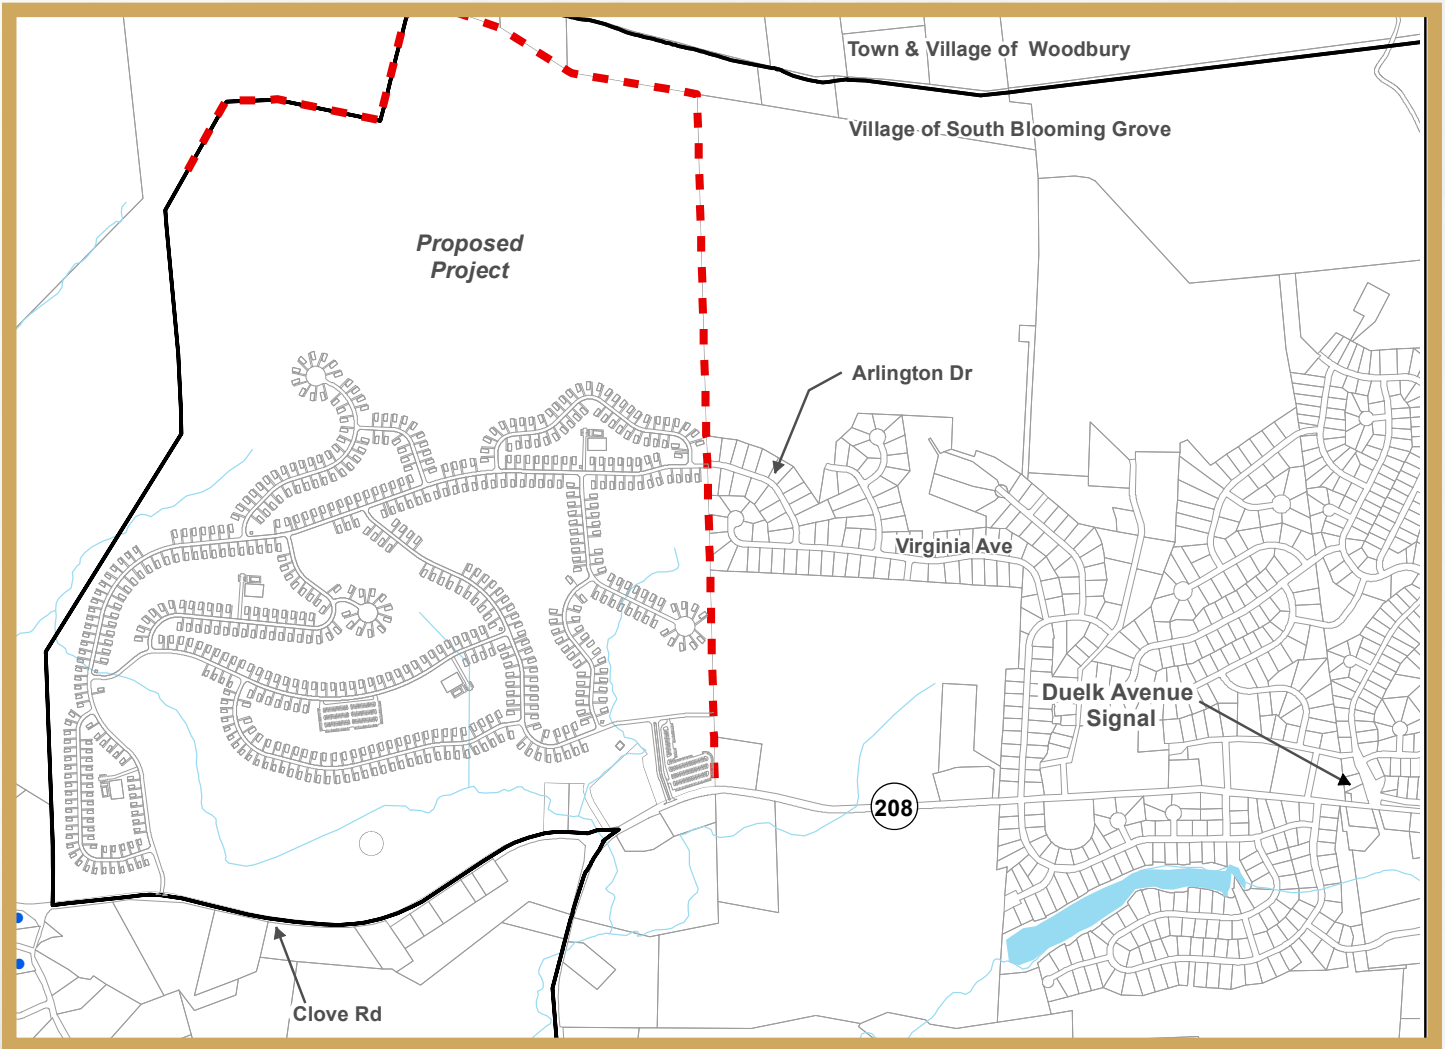 Town & Village of Woodbury
Village of South Blooming Grove
Proposed
Project
Arlington Dr
Virginia Ave
Duelk Avenue
Signal
208
Clove Rd